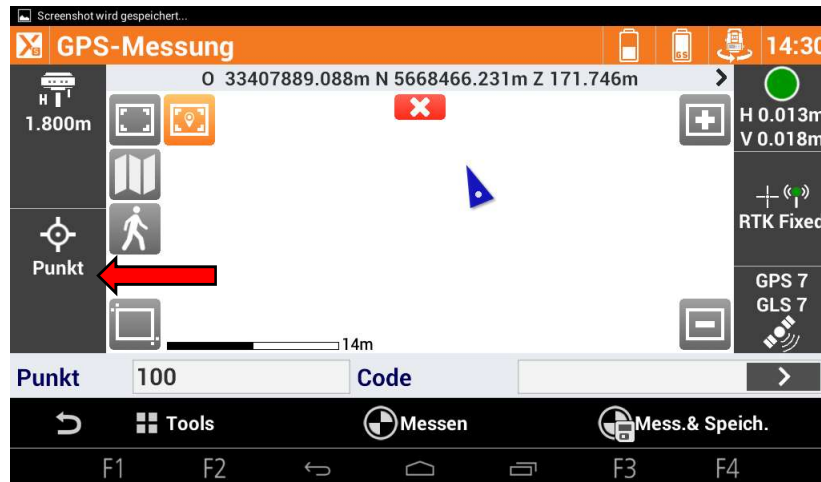 Screenshot wird gespeichert...
GPS-Messung
GS
14:30
O 33407889.088m N 5668466.231m Z 171.746m
H
1.800m
H 0.013m
V 0.018m
RTK Fixed
Punkt
GPS 7
GLS 7
14m
Punkt 100 Code
Tools Messen Mess.& Speich.
F1 F2 F3 F4